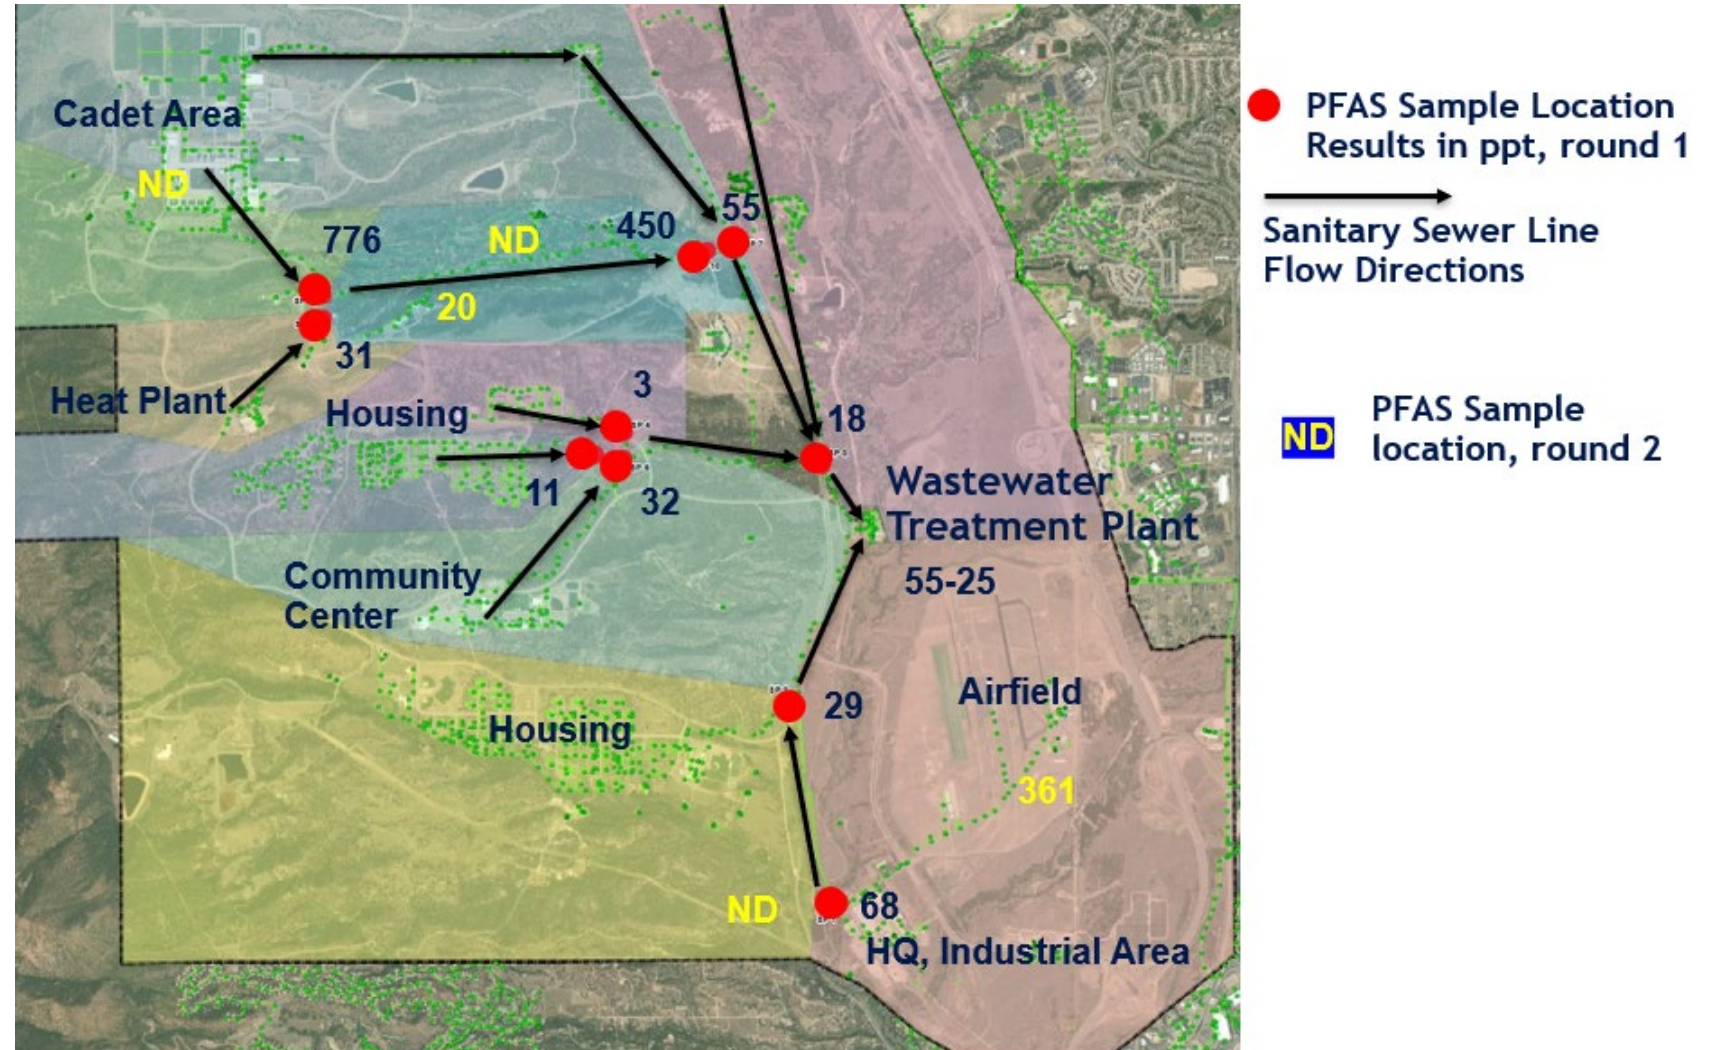 Cadet Area
ND
776
ND
450
55
20
31
Heat Plant
Housing
3
18
11
32
Wastewater
Treatment Plant
55-25
Community
Center
Housing
29
Airfield
361
ND
68
HQ, Industrial Area
PFAS Sample Location
Results in ppt, round 1
Sanitary Sewer Line
Flow Directions
ND
PFAS Sample
location, round 2